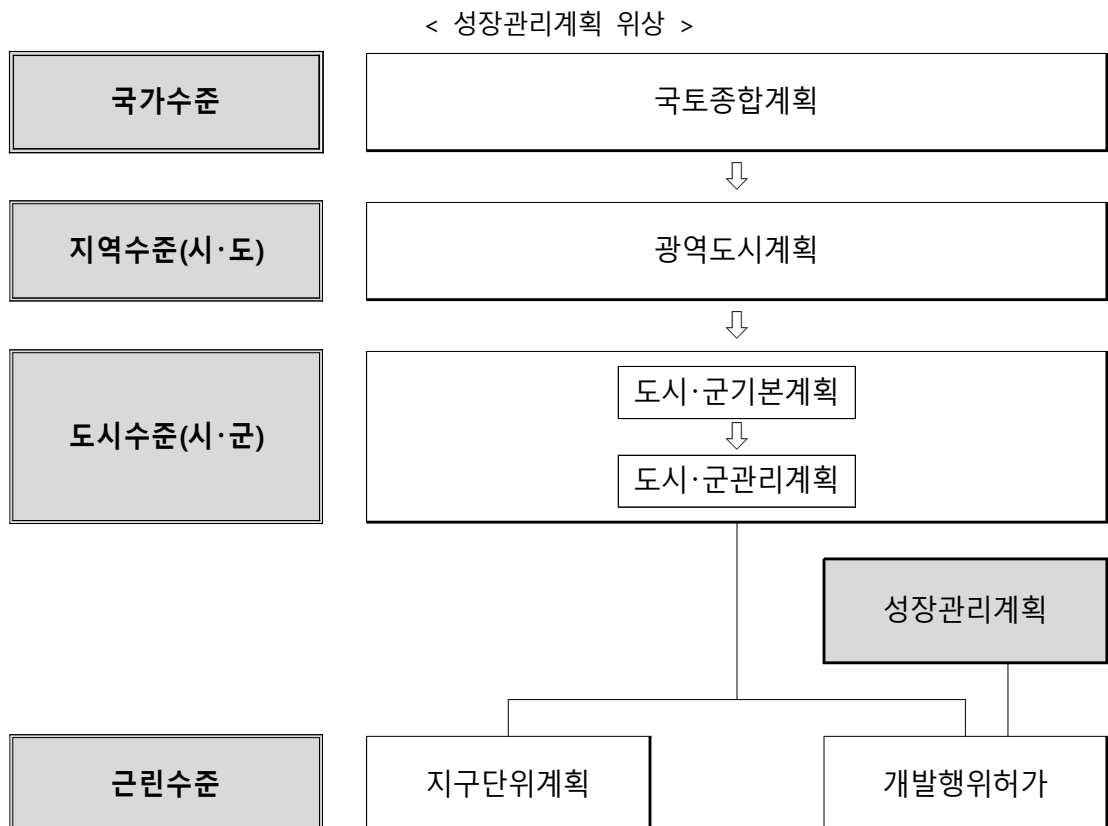 < 성장관리계획 위상 >
국가수준
국토종합계획
⇩
지역수준(시·도)
광역도시계획
⇩
도시수준(시·군)
도시·군기본계획
⇩
도시·군관리계획
성장관리계획
근린수준
지구단위계획
개발행위허가